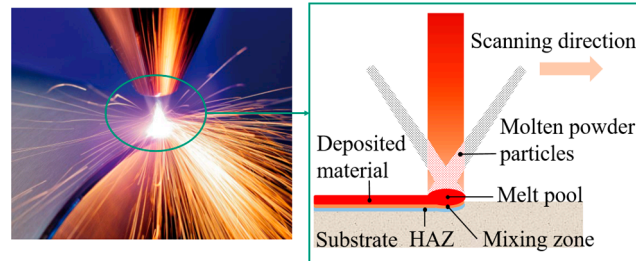 Scanning direction
Molten powder
particles
Deposited
material
Melt pool
Substrate
HAZ
Mixing zone